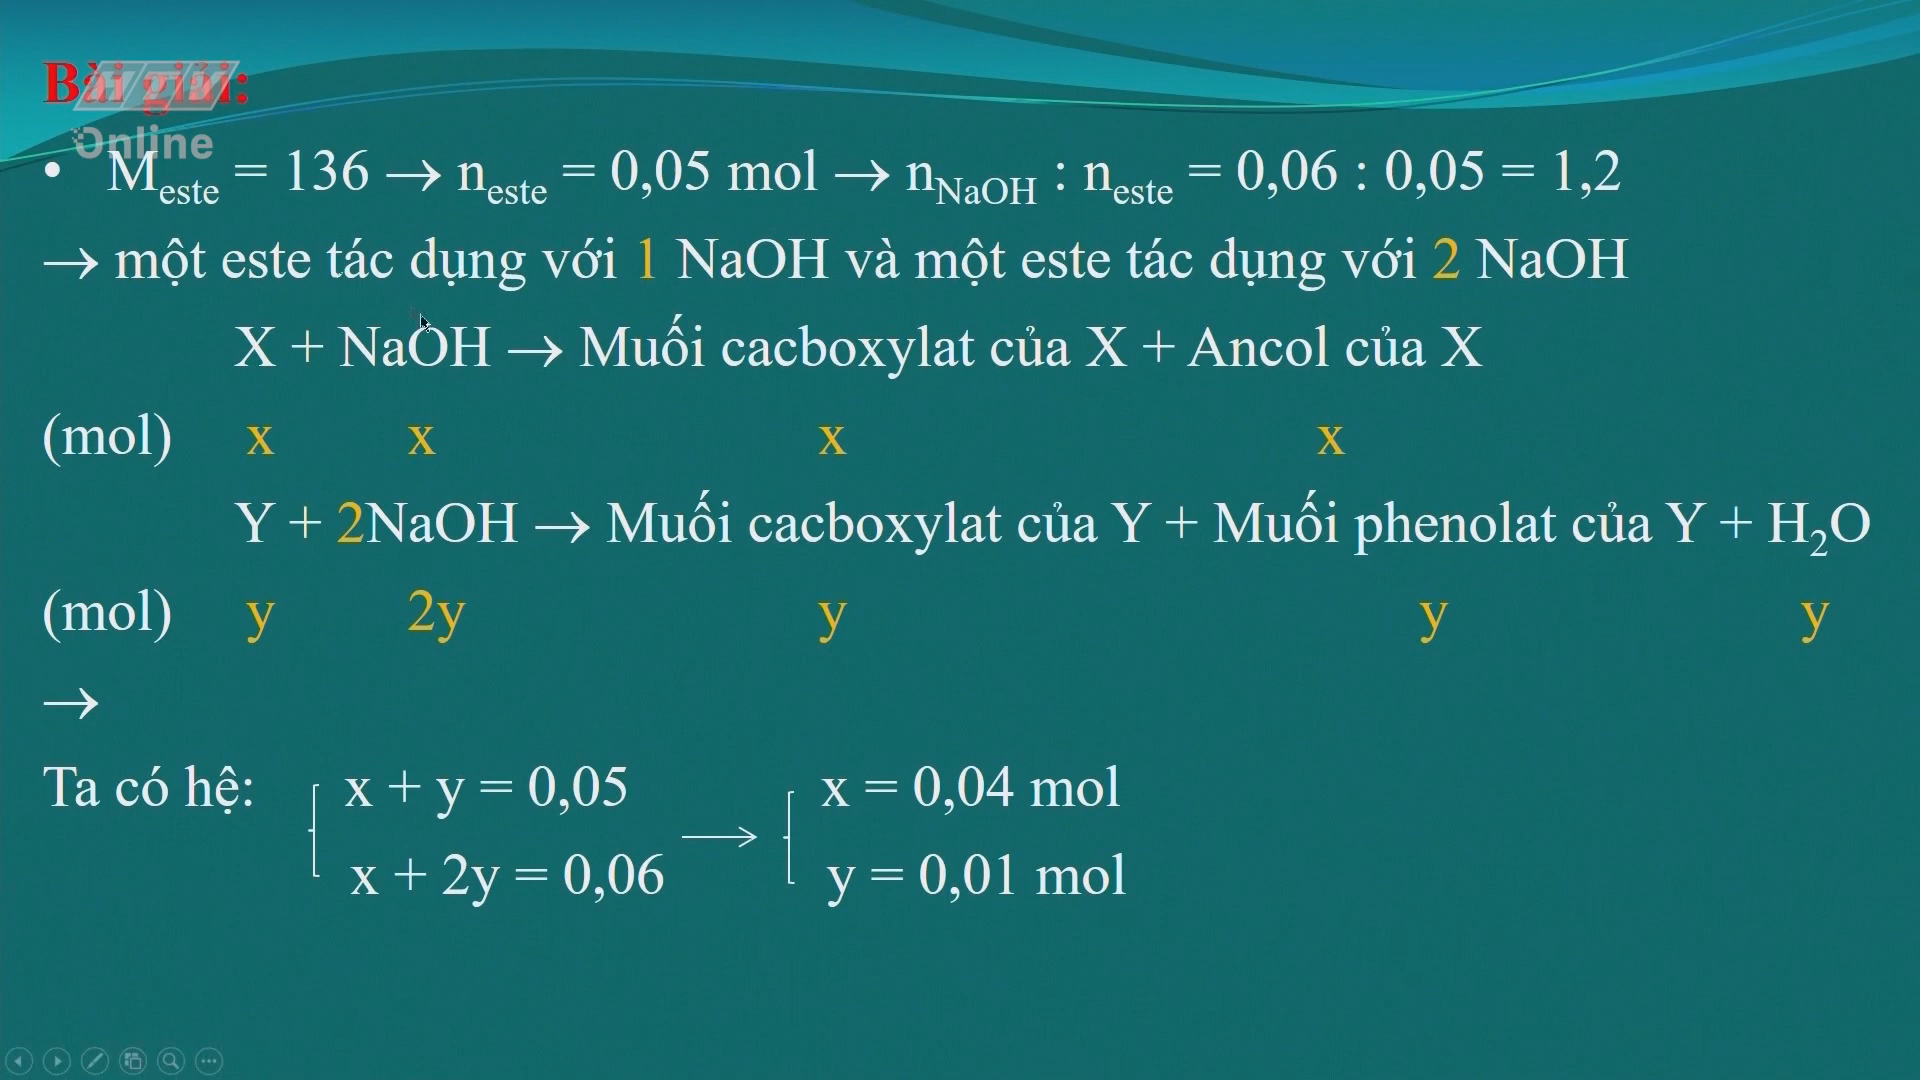 Bài giải:
Online
• Meste = 136 → neste = 0,05 mol → nNaOH : neste = 0,06 : 0,05 = 1,2
→ một este tác dụng với 1 NaOH và một este tác dụng với 2 NaOH
X + NaOH → Muối cacboxylat của X + Ancol của X
(mol) x x x x
Y + 2NaOH → Muối cacboxylat của Y + Muối phenolat của Y + H2O
(mol) y 2y y y y
→
Ta có hệ: x + y = 0,05 x = 0,04 mol
x + 2y = 0,06 → y = 0,01 mol